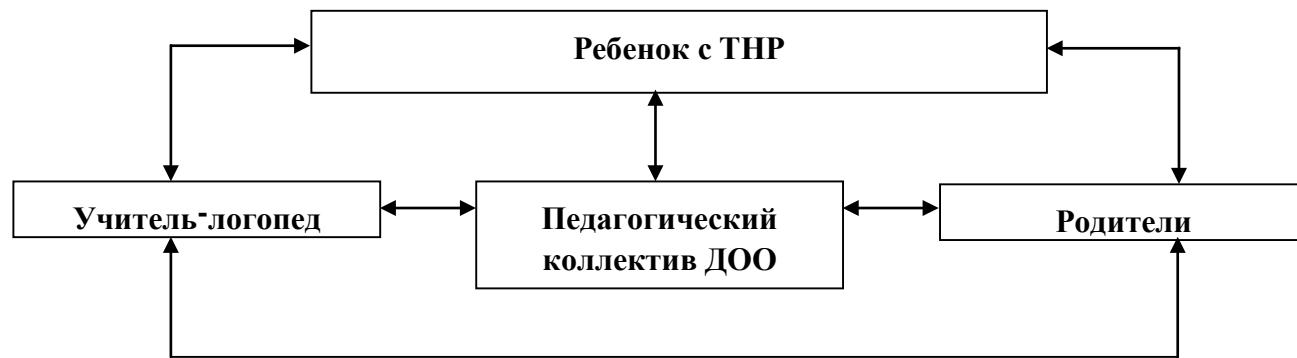 Ребенок с ТНР
Учитель-логопед
Педагогический
коллектив ДОО
Родители